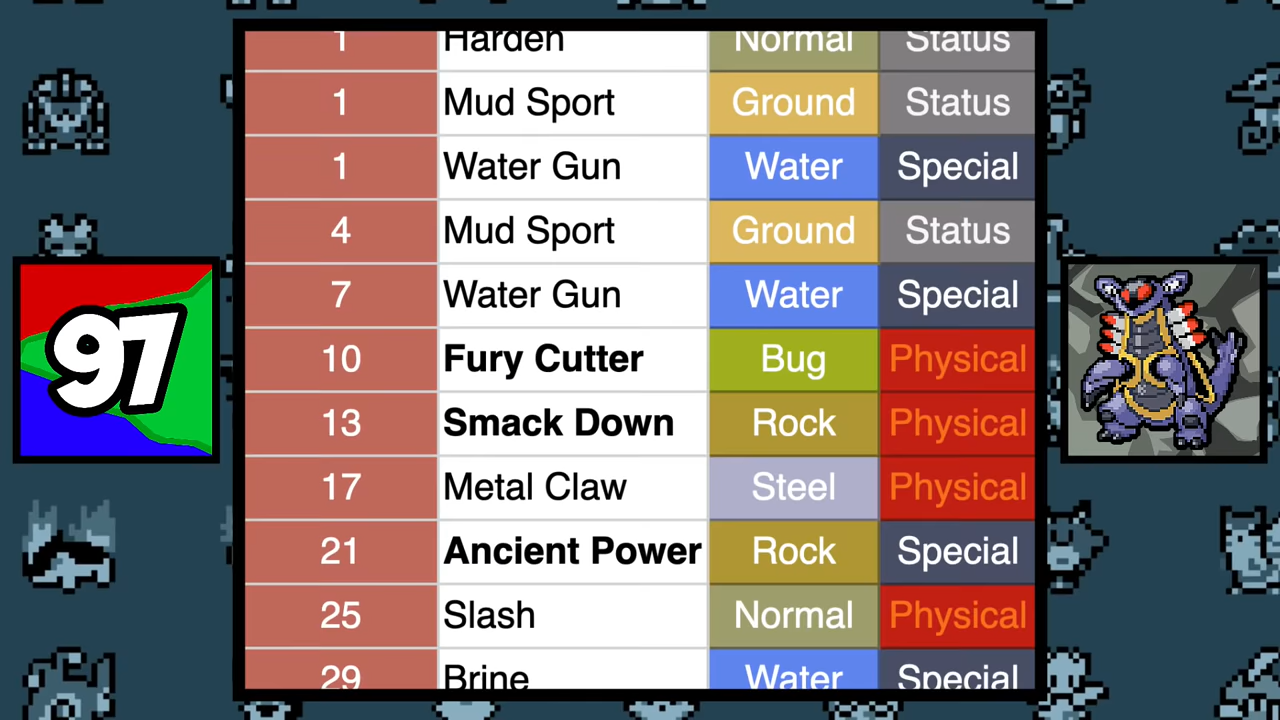 1 Harden Normal Status
1 Mud Sport Ground Status
1 Water Gun Water Special
4 Mud Sport Ground Status
7 Water Gun Water Special
10 Fury Cutter Bug Physical
13 Smack Down Rock Physical
17 Metal Claw Steel Physical
21 Ancient Power Rock Special
25 Slash Normal Physical
29 Brine Water Special
97